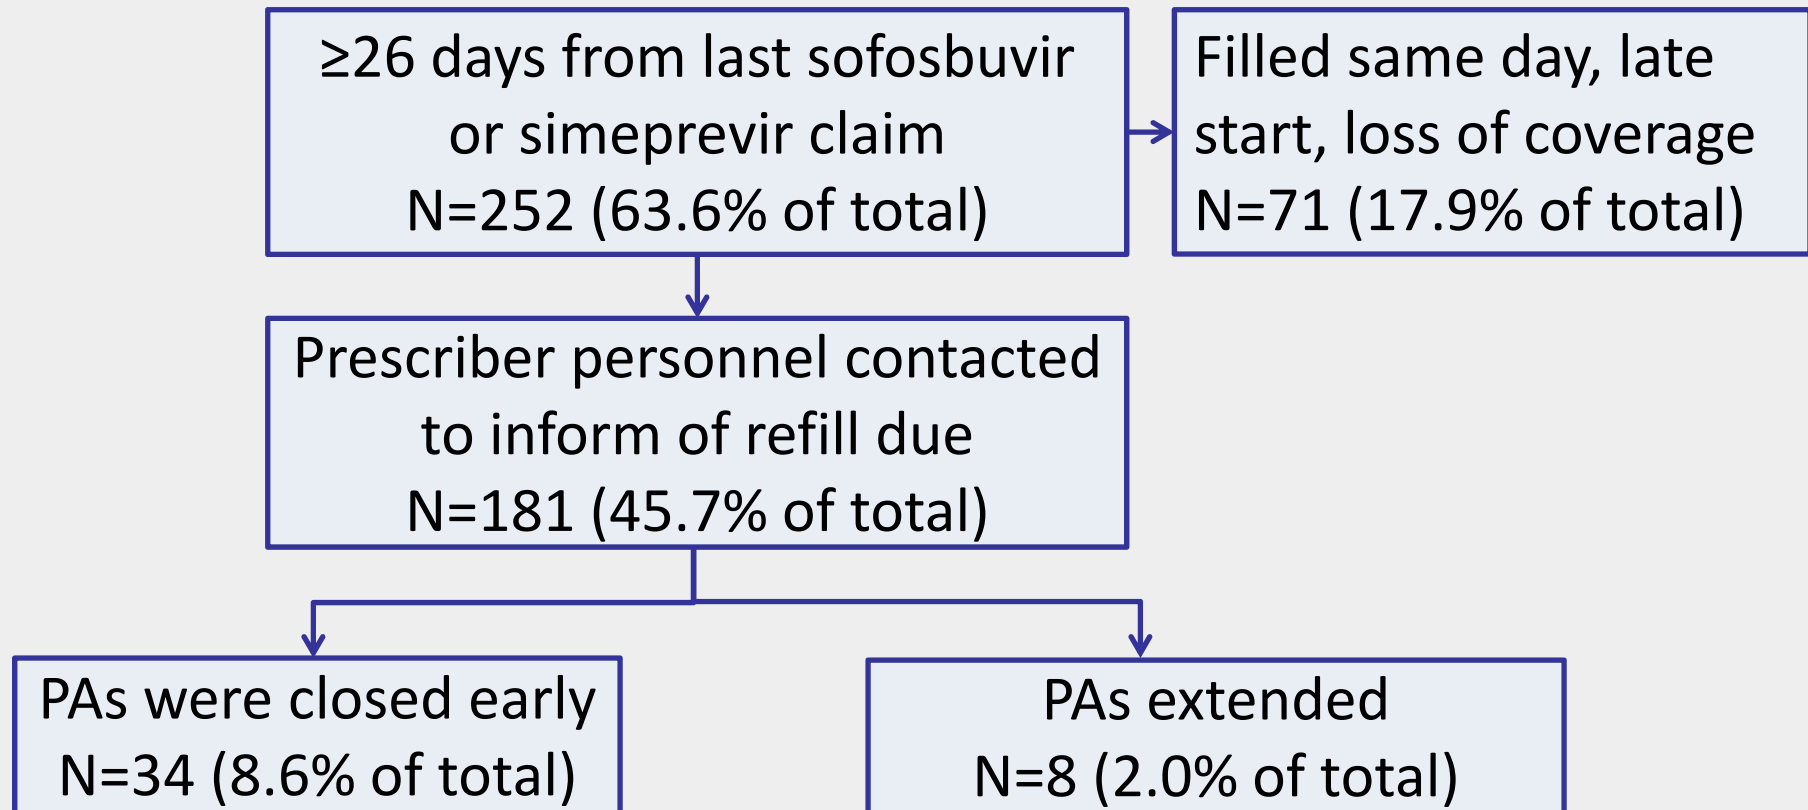 ≥26 days from last sofosbuvir
or simeprevir claim
N=252 (63.6% of total)
Filled same day, late
start, loss of coverage
N=71 (17.9% of total)
Prescriber personnel contacted
to inform of refill due
N=181 (45.7% of total)
PAs were closed early
N=34 (8.6% of total)
PAs extended
N=8 (2.0% of total)